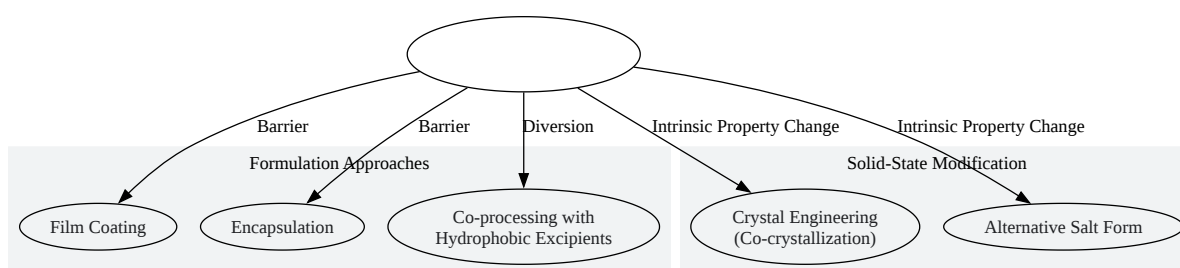 Barrier
Barrier
Diversion
Intrinsic Property Change
Intrinsic Property Change
Formulation Approaches
Solid-State Modification
Film Coating
Encapsulation
Co-processing with
Hydrophobic Excipients
Crystal Engineering
(Co-crystallization)
Alternative Salt Form